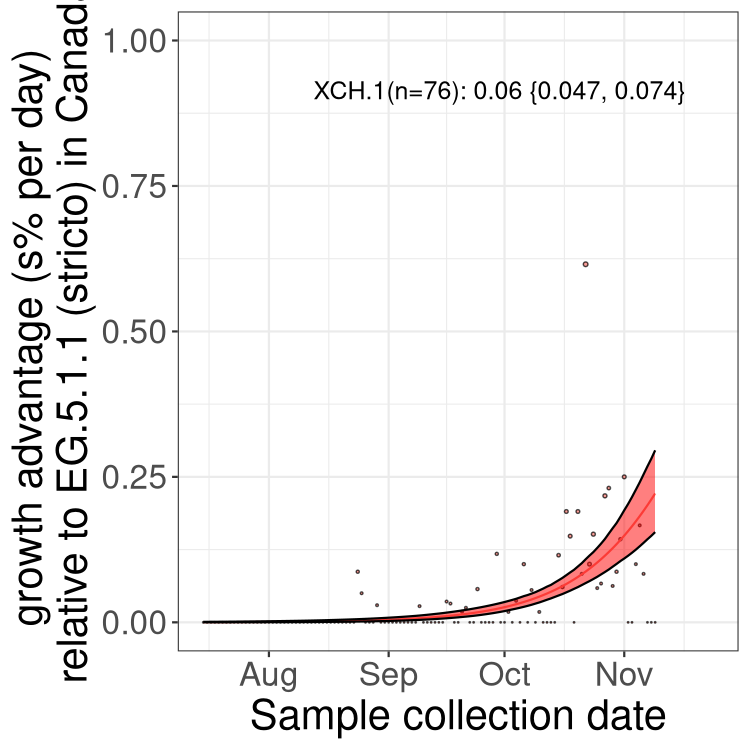 growth advantage (s% per day)
relative to EG.5.1.1 (stricto) in Canada
1.00
0.75
0.50
0.25
0.00
XCH.1(n=76): 0.06 {0.047, 0.074}
Aug Sep Oct Nov
Sample collection date